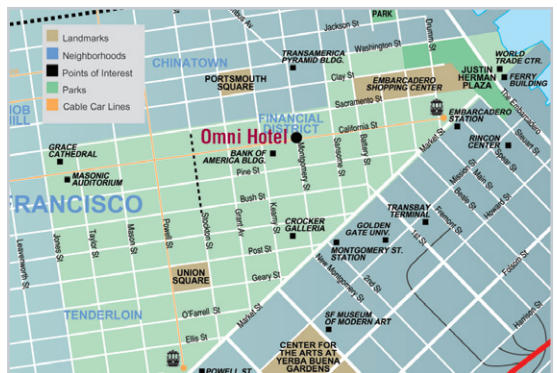 Landmarks
Neighborhoods
Points of Interest
Parks
Cable Car Lines
PARK
Jackson St
Washington St
Drumm St
CHINATOWN
TRANSAMERICA
PYRAMID BLDG.
Clay St
PORTSMOUTH
SQUARE
EMBARCADERO
SHOPPING CENTER
JUSTIN
HERMAN
PLAZA
WORLD
TRADE CTR.
FERRY
BUILDING
The Embarcadero
Sacramento St
NOB
HILL
FINANCIAL
DISTRICT
Omni Hotel
California St
EMBARCADERO
STATION
Market St
RINCON
CENTER
Steuart St
Spear St
GRACE
CATHEDRAL
MASONIC
AUDITORIUM
BANK OF
AMERICA BLDG.
Pine St
Montgomery St
Sansome St
Battery St
Mission St
Main St
Beale St
Howard St
FRANCISCO
Bush St
Fremont St
TRANSBAY
TERMINAL
1st St
Leavenworth St
Jones St
Taylor St
Mason St
Powell St
Stockton St
Grant Av
Kearny St
CROCKER
GALLERIA
GOLDEN
GATE UNIV.
MONTGOMERY ST.
STATION
Post St
Folsom St
UNION
SQUARE
Geary St
New Montgomery St
2nd St
Harrison St
TENDERLOIN
O'Farrell St
Market St
SF MUSEUM
OF MODERN ART
Ellis St
CENTER FOR
THE ARTS AT
YERBA BUENA
GARDENS
POWELL ST